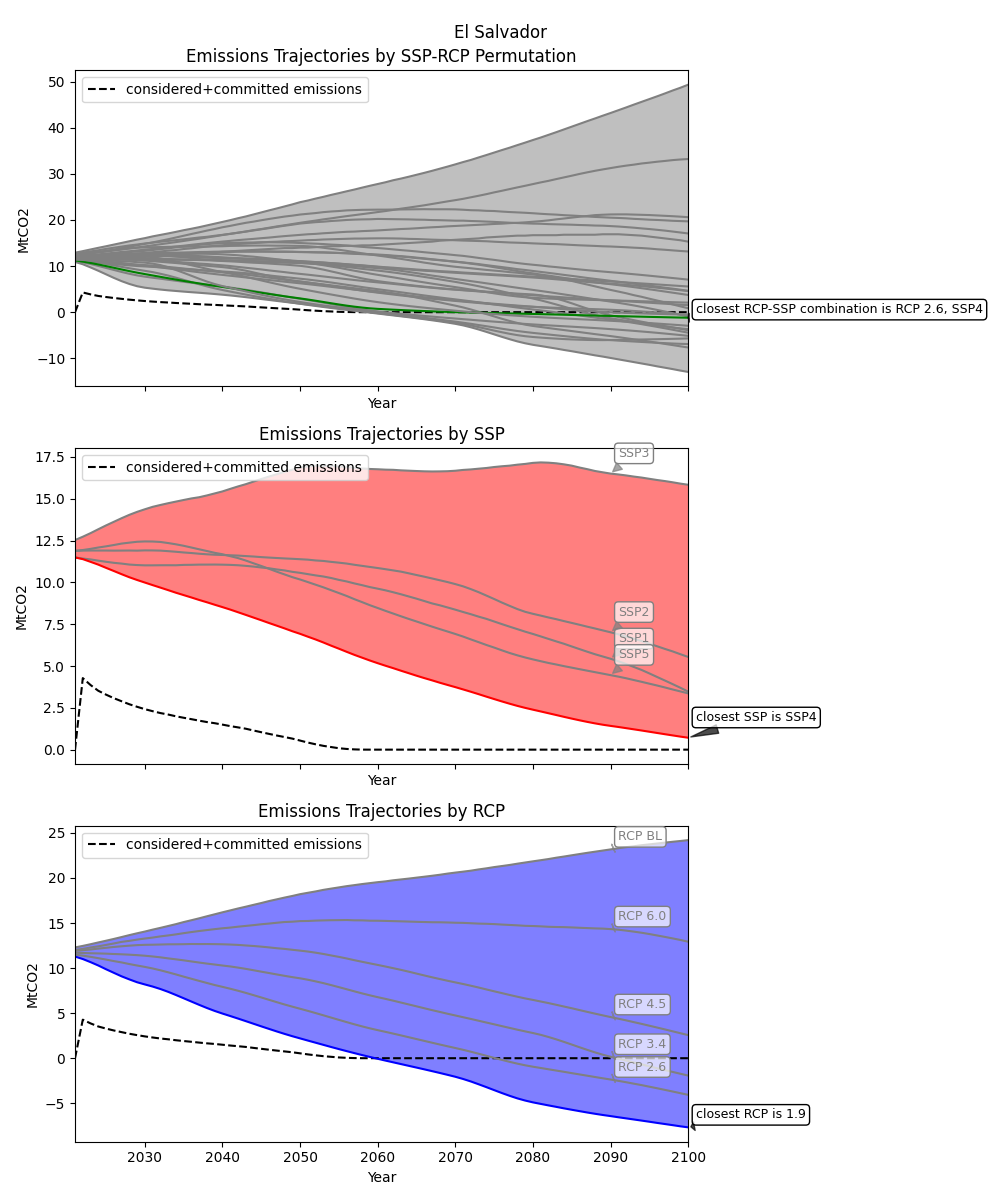 El Salvador
Emissions Trajectories by SSP-RCP Permutation
considered+committed emissions
50
40
30
20
10
0
−10
MtCO2
Year
closest RCP-SSP combination is RCP 2.6, SSP4
Emissions Trajectories by SSP
considered+committed emissions
17.5
15.0
12.5
10.0
7.5
5.0
2.5
0.0
MtCO2
Year
SSP3
SSP2
SSP1
SSP5
closest SSP is SSP4
Emissions Trajectories by RCP
considered+committed emissions
25
20
15
10
5
0
−5
MtCO2
RCP BL
RCP 6.0
RCP 4.5
RCP 3.4
RCP 2.6
closest RCP is 1.9
2030 2040 2050 2060 2070 2080 2090 2100
Year